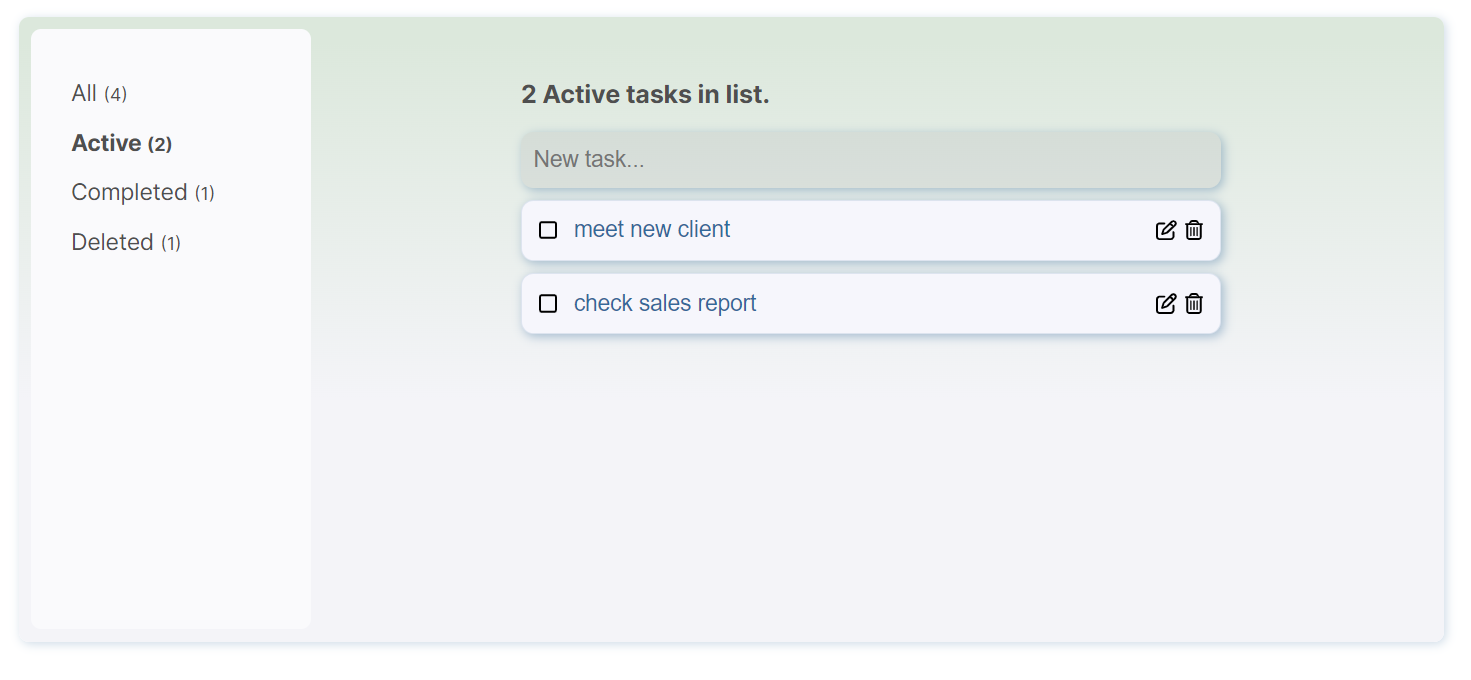 All (4)
Active (2)
Completed (1)
Deleted (1)
2 Active tasks in list.
New task...
meet new client
check sales report